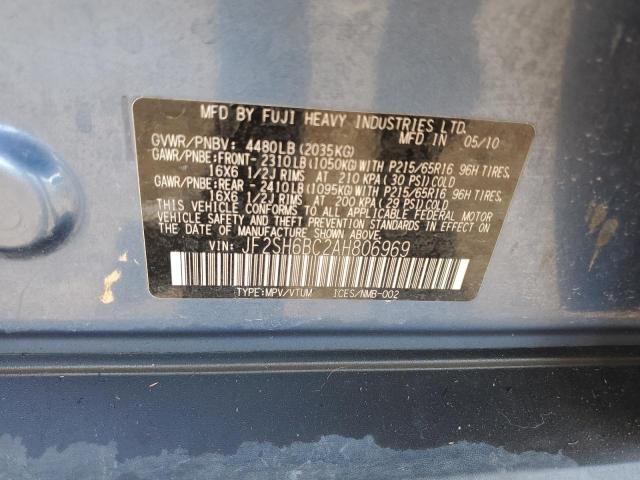 MFD BY FUJI HEAVY INDUSTRIES LTD.
MFD IN 05/10
GVWR/PNBV: 4480LB (2035KG)
GAWR/PNBE: FRONT- 2310LB (1050KG) WITH P215/65R16 96H TIRES,
16X6 1/2J RIMS AT 210 KPA (30 PSI) COLD
GAWR/PNBE: REAR - 2410LB (1095KG) WITH P215/65R16 96H TIRES,
16X6 1/2J RIMS AT 200 KPA (29 PSI) COLD
THIS VEHICLE CONFORMS TO ALL APPLICABLE FEDERAL MOTOR
VEHICLE SAFETY AND THEFT PREVENTION STANDARDS IN EFFECT ON
THE DATE OF MANUFACTURE SHOWN ABOVE.
VIN: JF2SH6BC2AH806969
TYPE:MPV/VTUM ICES/NMB-002